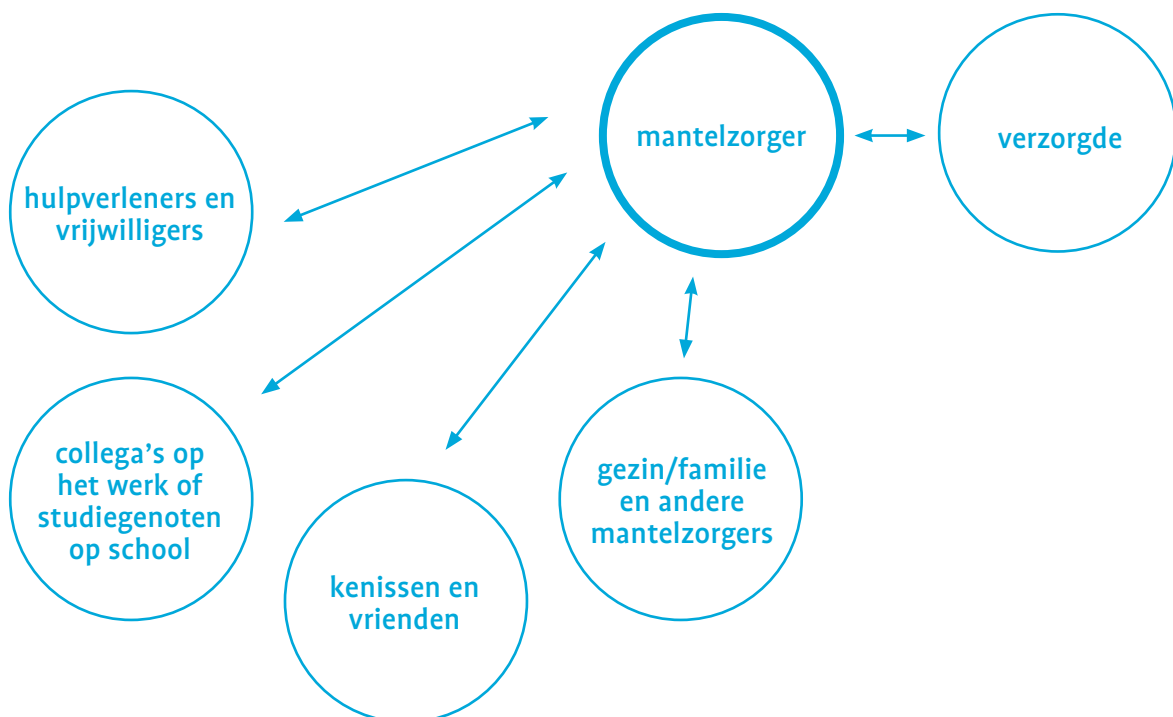 mantelzorger
verzorgde
hulpverleners en
vrijwilligers
collega’s op
het werk of
studiegenoten
op school
kenissen en
vrienden
gezin/familie
en andere
mantelzorgers